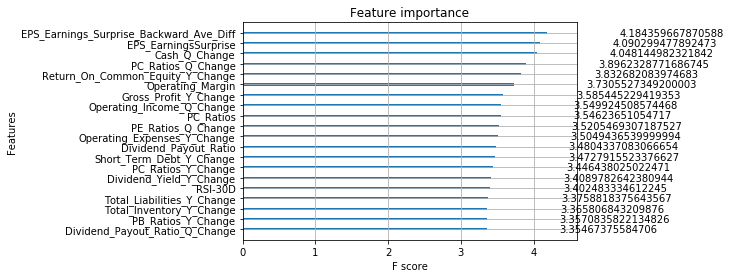 Feature importance
EPS_Earnings_Surprise_Backward_Ave_Diff 4.184359667870588
EPS_EarningsSurprise 4.090299477892473
Cash_Q_Change 4.048144982321842
PC_Ratios_Q_Change 3.8962328771686745
Return_On_Common_Equity_Y_Change 3.832682083974683
Operating_Margin 3.7305527349200003
Gross_Profit_Y_Change 3.585445229419353
Operating_Income_Q_Change 3.549924508574468
PC_Ratios 3.54623651054717
PE_Ratios_Q_Change 3.5205469307187527
Operating_Expenses_Y_Change 3.5049436539999994
Dividend_Payout_Ratio 3.4804337083066654
Short_Term_Debt_Y_Change 3.4727915523376627
PC_Ratios_Y_Change 3.446438025022471
Dividend_Yield_Y_Change 3.4089782642380944
RSI-30D 3.402483334612245
Total_Liabilities_Y_Change 3.3758818375643567
Total_Inventory_Y_Change 3.365806843209876
PB_Ratios_Y_Change 3.3570835822134826
Dividend_Payout_Ratio_Q_Change 3.35467375584706
Features
0 1 2 3 4
F score